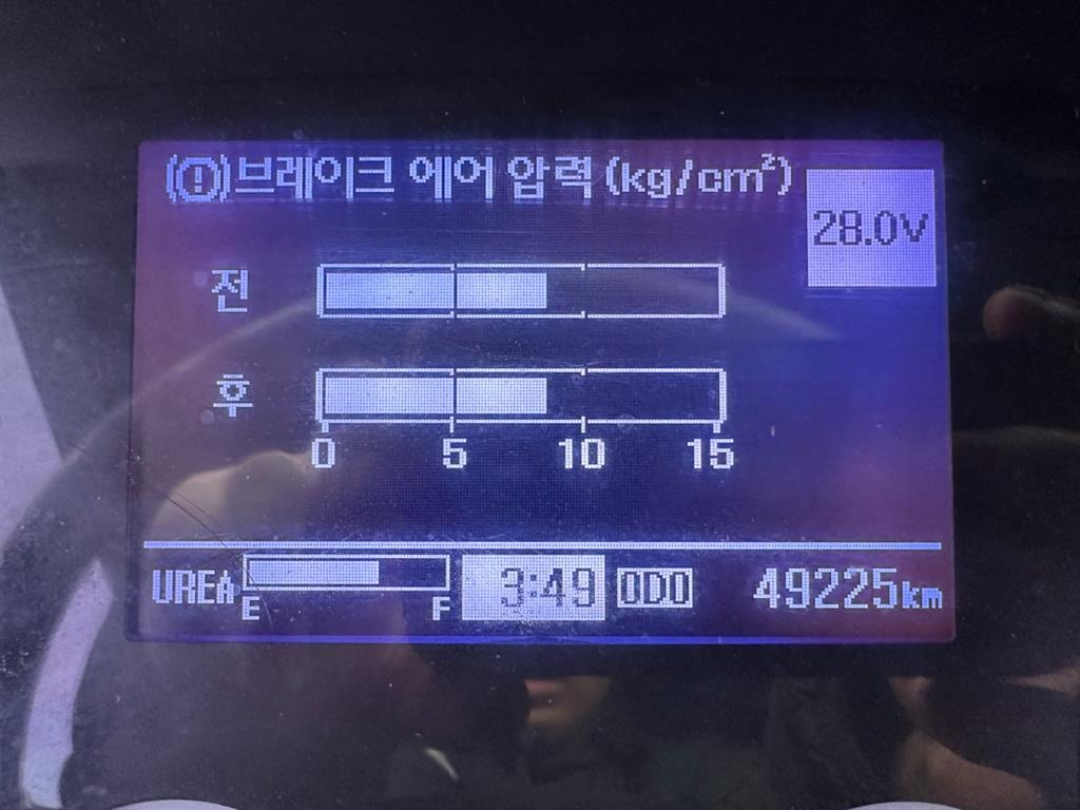 (!)브레이크 에어 압력 (kg/cm²)
28.0V
전
후
0 5 10 15
UREA E F 3:49 ODO 49225km